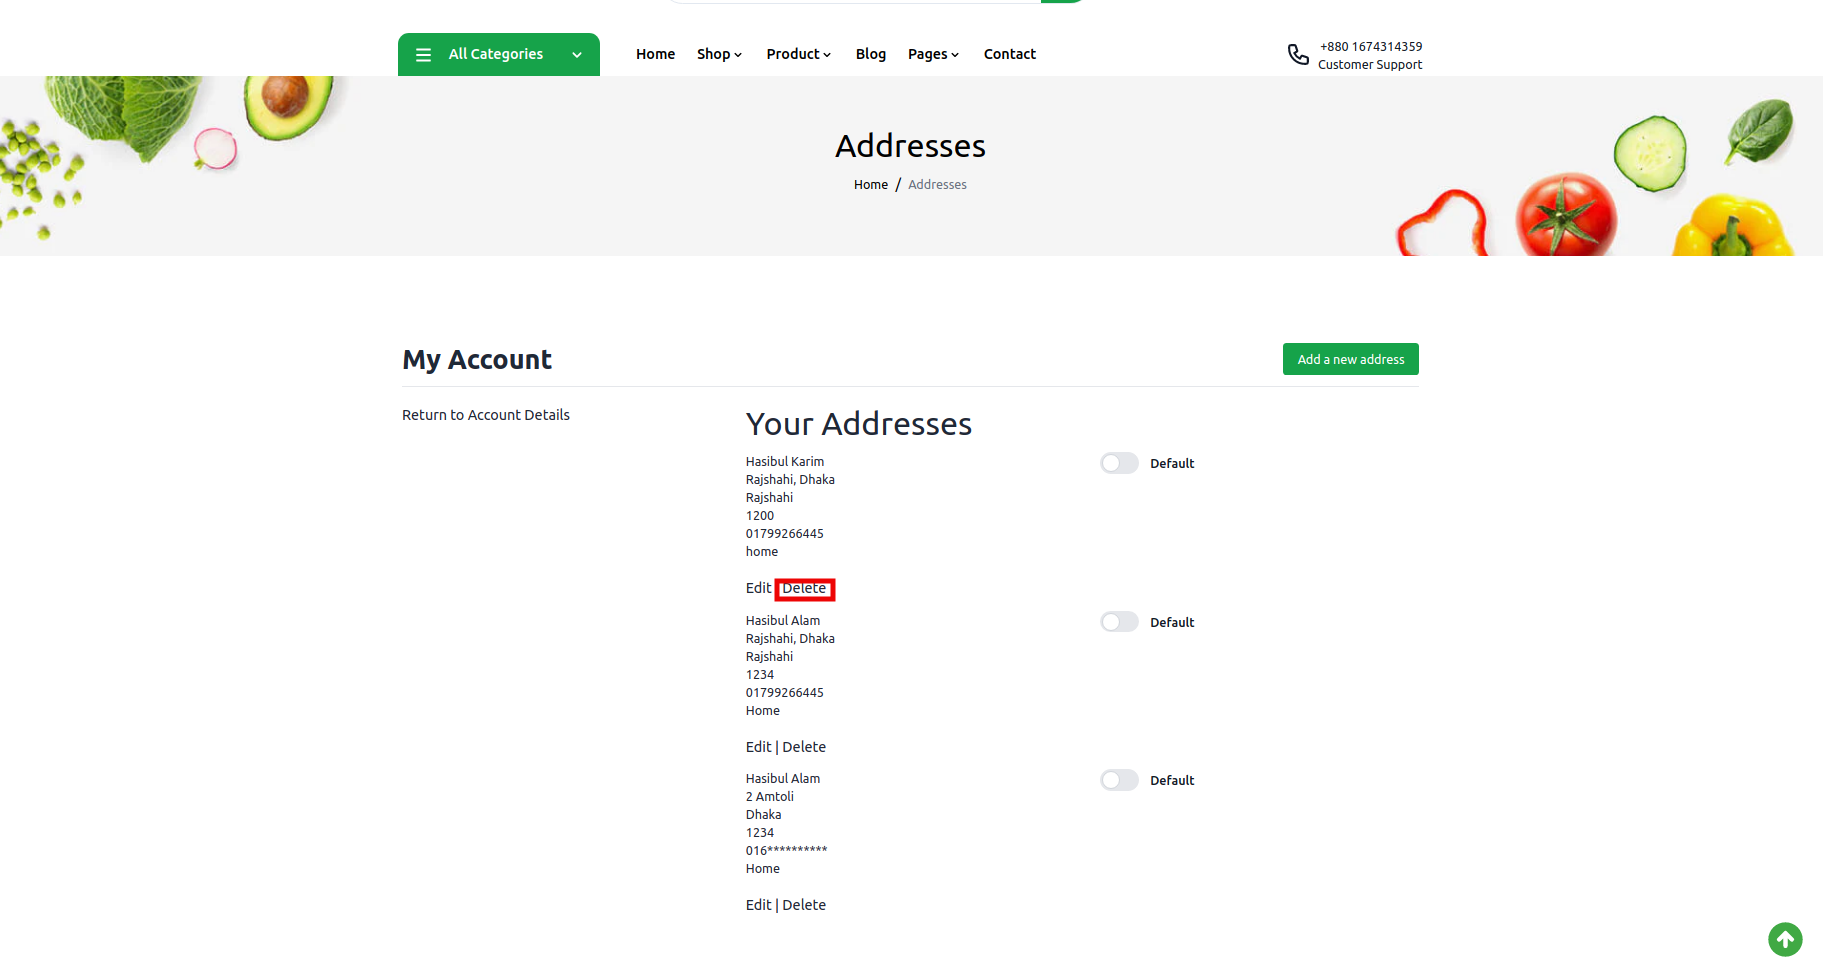 All Categories
Home Shop Product Blog Pages Contact
+880 1674314359
Customer Support
Addresses
Home / Addresses
My Account
Add a new address
Return to Account Details
Your Addresses
Hasibul Karim
Default
Rajshahi, Dhaka
Rajshahi
1200
01799266445
home
Edit Delete
Hasibul Alam
Default
Rajshahi, Dhaka
Rajshahi
1234
01799266445
Home
Edit | Delete
Hasibul Alam
Default
2 Amtoli
Dhaka
1234
016**********
Home
Edit | Delete